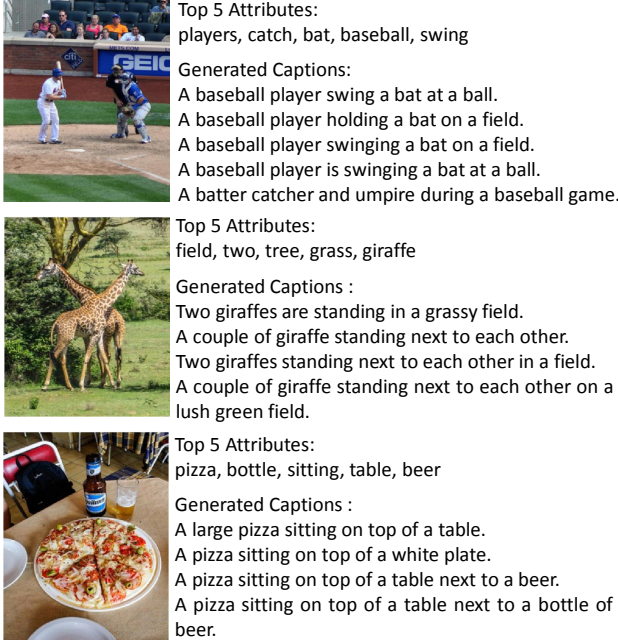 Top 5 Attributes:
players, catch, bat, baseball, swing
Generated Captions:
A baseball player swing a bat at a ball.
A baseball player holding a bat on a field.
A baseball player swinging a bat on a field.
A baseball player is swinging a bat at a ball.
A batter catcher and umpire during a baseball game.
citi
GEIC
Top 5 Attributes:
field, two, tree, grass, giraffe
Generated Captions :
Two giraffes are standing in a grassy field.
A couple of giraffe standing next to each other.
Two giraffes standing next to each other in a field.
A couple of giraffe standing next to each other on a
lush green field.
Top 5 Attributes:
pizza, bottle, sitting, table, beer
Generated Captions :
A large pizza sitting on top of a table.
A pizza sitting on top of a white plate.
A pizza sitting on top of a table next to a beer.
A pizza sitting on top of a table next to a bottle of
beer.